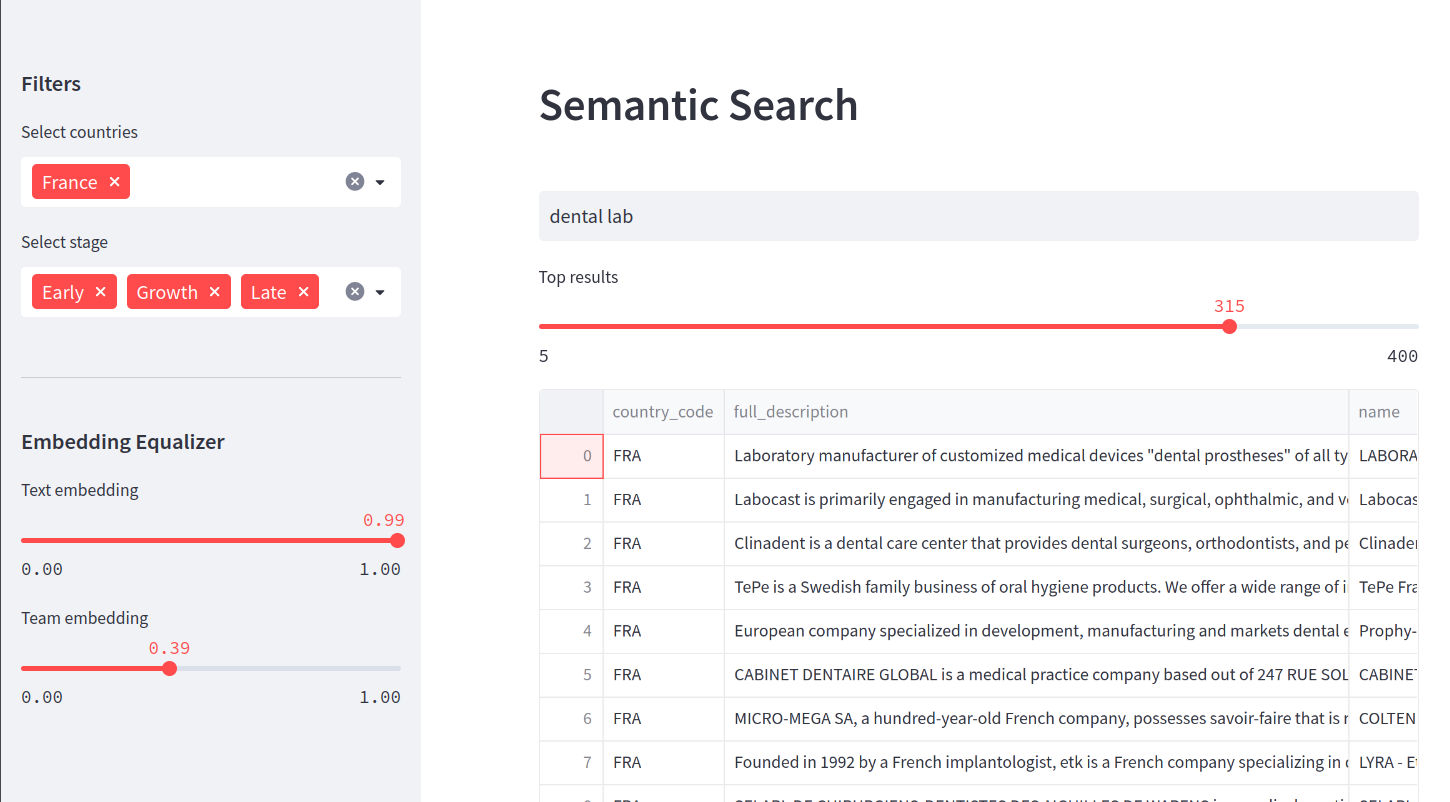 Filters
Select countries
France
Select stage
Early Growth Late
Embedding Equalizer
Text embedding
0.99
0.00 1.00
Team embedding
0.39
0.00 1.00
Semantic Search
dental lab
Top results
315
5 400
country_code full_description name
0 FRA Laboratory manufacturer of customized medical devices "dental prostheses" of all ty LABORA
1 FRA Labocast is primarily engaged in manufacturing medical, surgical, ophthalmic, and ve Labocas
2 FRA Clinadent is a dental care center that provides dental surgeons, orthodontists, and pe Clinaden
3 FRA TePe is a Swedish family business of oral hygiene products. We offer a wide range of i TePe Fra
4 FRA European company specialized in development, manufacturing and markets dental e Prophy-
5 FRA CABINET DENTAIRE GLOBAL is a medical practice company based out of 247 RUE SOL CABINET
6 FRA MICRO-MEGA SA, a hundred-year-old French company, possesses savoir-faire that is r COLTEN
7 FRA Founded in 1992 by a French implantologist, etk is a French company specializing in LYRA -